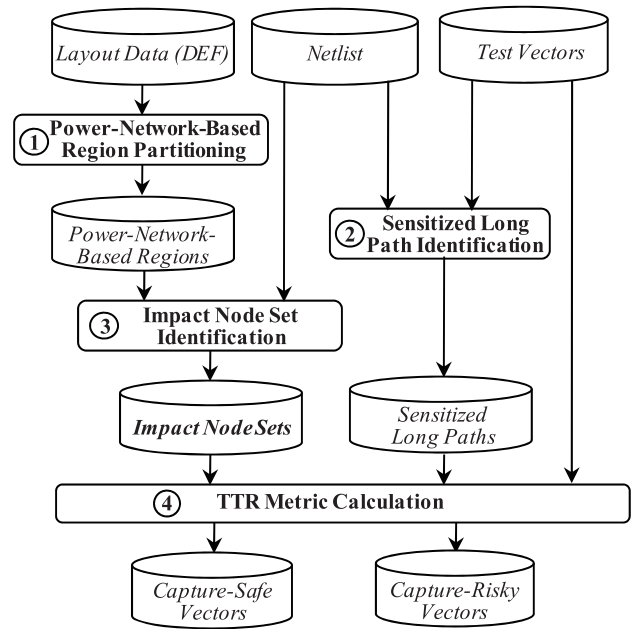 Layout Data (DEF)
Netlist
Test Vectors
1 Power-Network-Based
Region Partitioning
Power-Network-
Based Regions
2 Sensitized Long
Path Identification
3 Impact Node Set
Identification
Impact Node Sets
Sensitized
Long Paths
4 TTR Metric Calculation
Capture-Safe
Vectors
Capture-Risky
Vectors